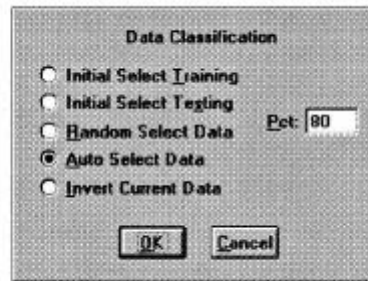 Data Classification
Initial Select Training
Initial Select Testing
Random Select Data
Pct: 80
Auto Select Data
Invert Current Data
OK
Cancel